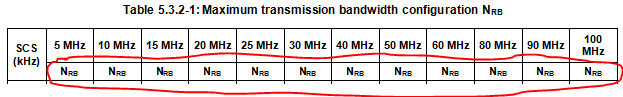 Table 5.3.2-1: Maximum transmission bandwidth configuration NRB
SCS (kHz) 5 MHz 10 MHz 15 MHz 20 MHz 25 MHz 30 MHz 40 MHz 50 MHz 60 MHz 80 MHz 90 MHz 100 MHz
NRB NRB NRB NRB NRB NRB NRB NRB NRB NRB NRB NRB